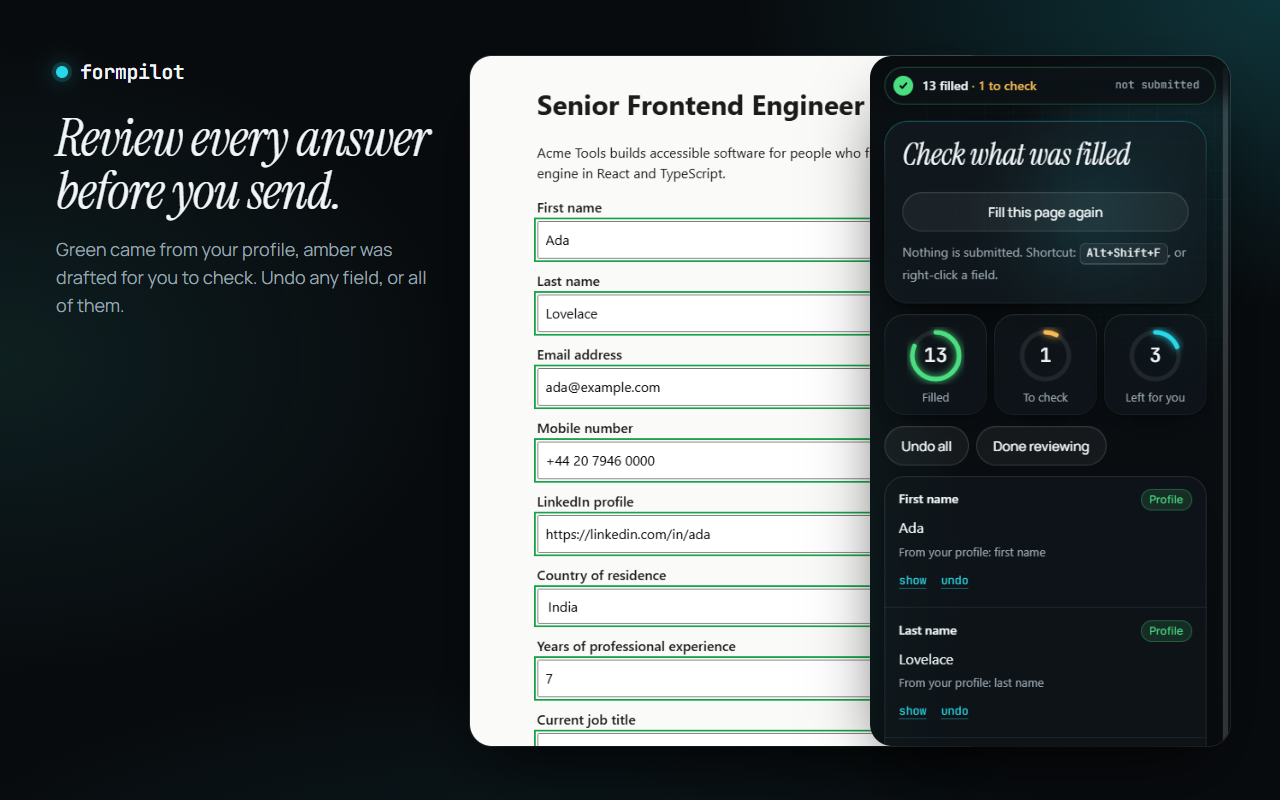 formpilot
Review every answer
before you send.
Green came from your profile, amber was
drafted for you to check. Undo any field, or all
of them.
Senior Frontend Engineer
Acme Tools builds accessible software for people who f
engine in React and TypeScript.
First name
Ada
Last name
Lovelace
Email address
ada@example.com
Mobile number
+44 20 7946 0000
LinkedIn profile
https://linkedin.com/in/ada
Country of residence
India
Years of professional experience
7
Current job title
13 filled · 1 to check
not submitted
Check what was filled
Fill this page again
Nothing is submitted. Shortcut: Alt+Shift+F, or
right-click a field.
13
Filled
1
To check
3
Left for you
Undo all
Done reviewing
First name
Profile
Ada
From your profile: first name
show undo
Last name
Profile
Lovelace
From your profile: last name
show undo